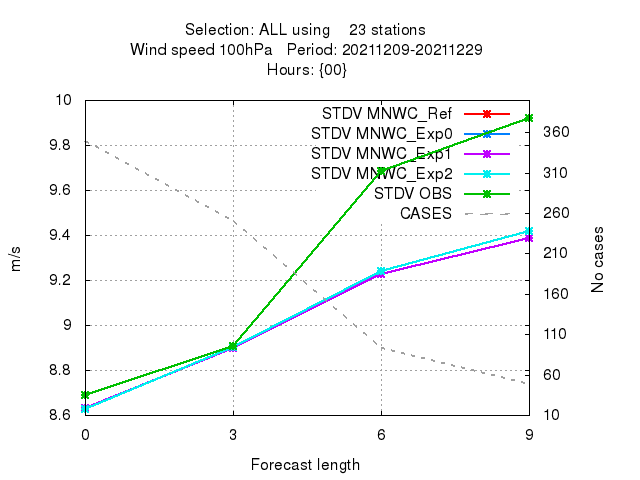 Selection: ALL using 23 stations
Wind speed 100hPa Period: 20211209-20211229
Hours: {00}
10
9.8
9.6
9.4
9.2
9
8.8
8.6
m/s
STDV MNWC_Ref
STDV MNWC_Exp0
STDV MNWC_Exp1
STDV MNWC_Exp2
STDV OBS
CASES
360
310
260
210
160
110
60
10
No cases
0 3 6 9
Forecast length